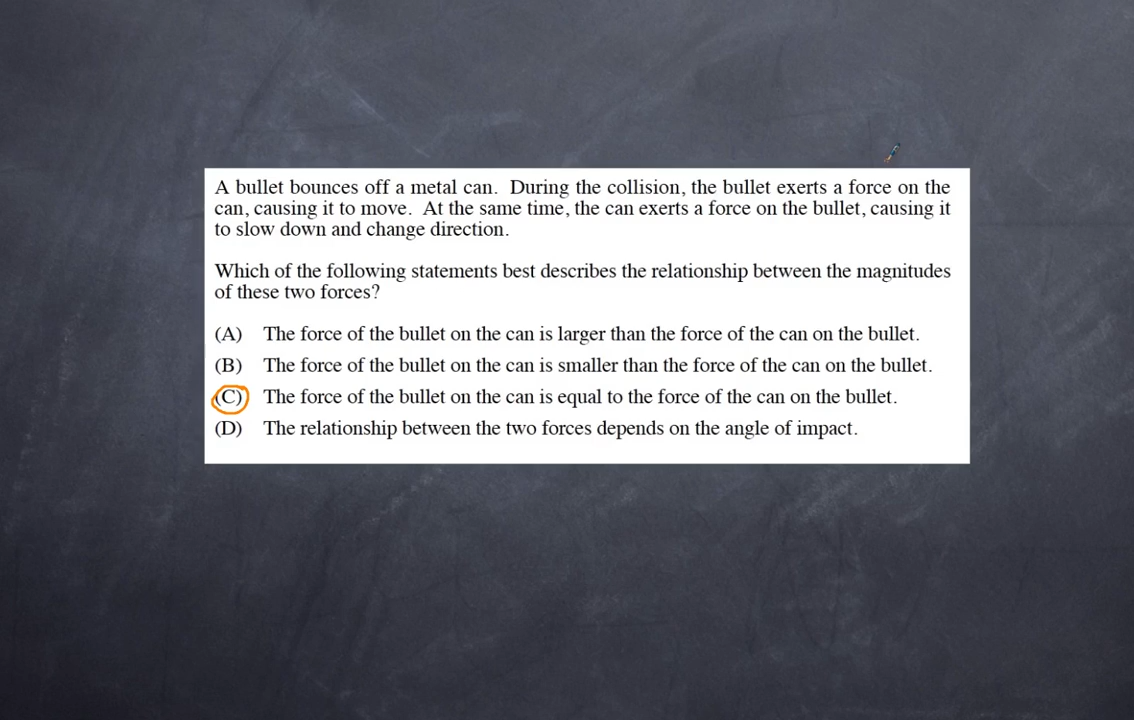 A bullet bounces off a metal can. During the collision, the bullet exerts a force on the
can, causing it to move. At the same time, the can exerts a force on the bullet, causing it
to slow down and change direction.
Which of the following statements best describes the relationship between the magnitudes
of these two forces?
(A) The force of the bullet on the can is larger than the force of the can on the bullet.
(B) The force of the bullet on the can is smaller than the force of the can on the bullet.
(C) The force of the bullet on the can is equal to the force of the can on the bullet.
(D) The relationship between the two forces depends on the angle of impact.